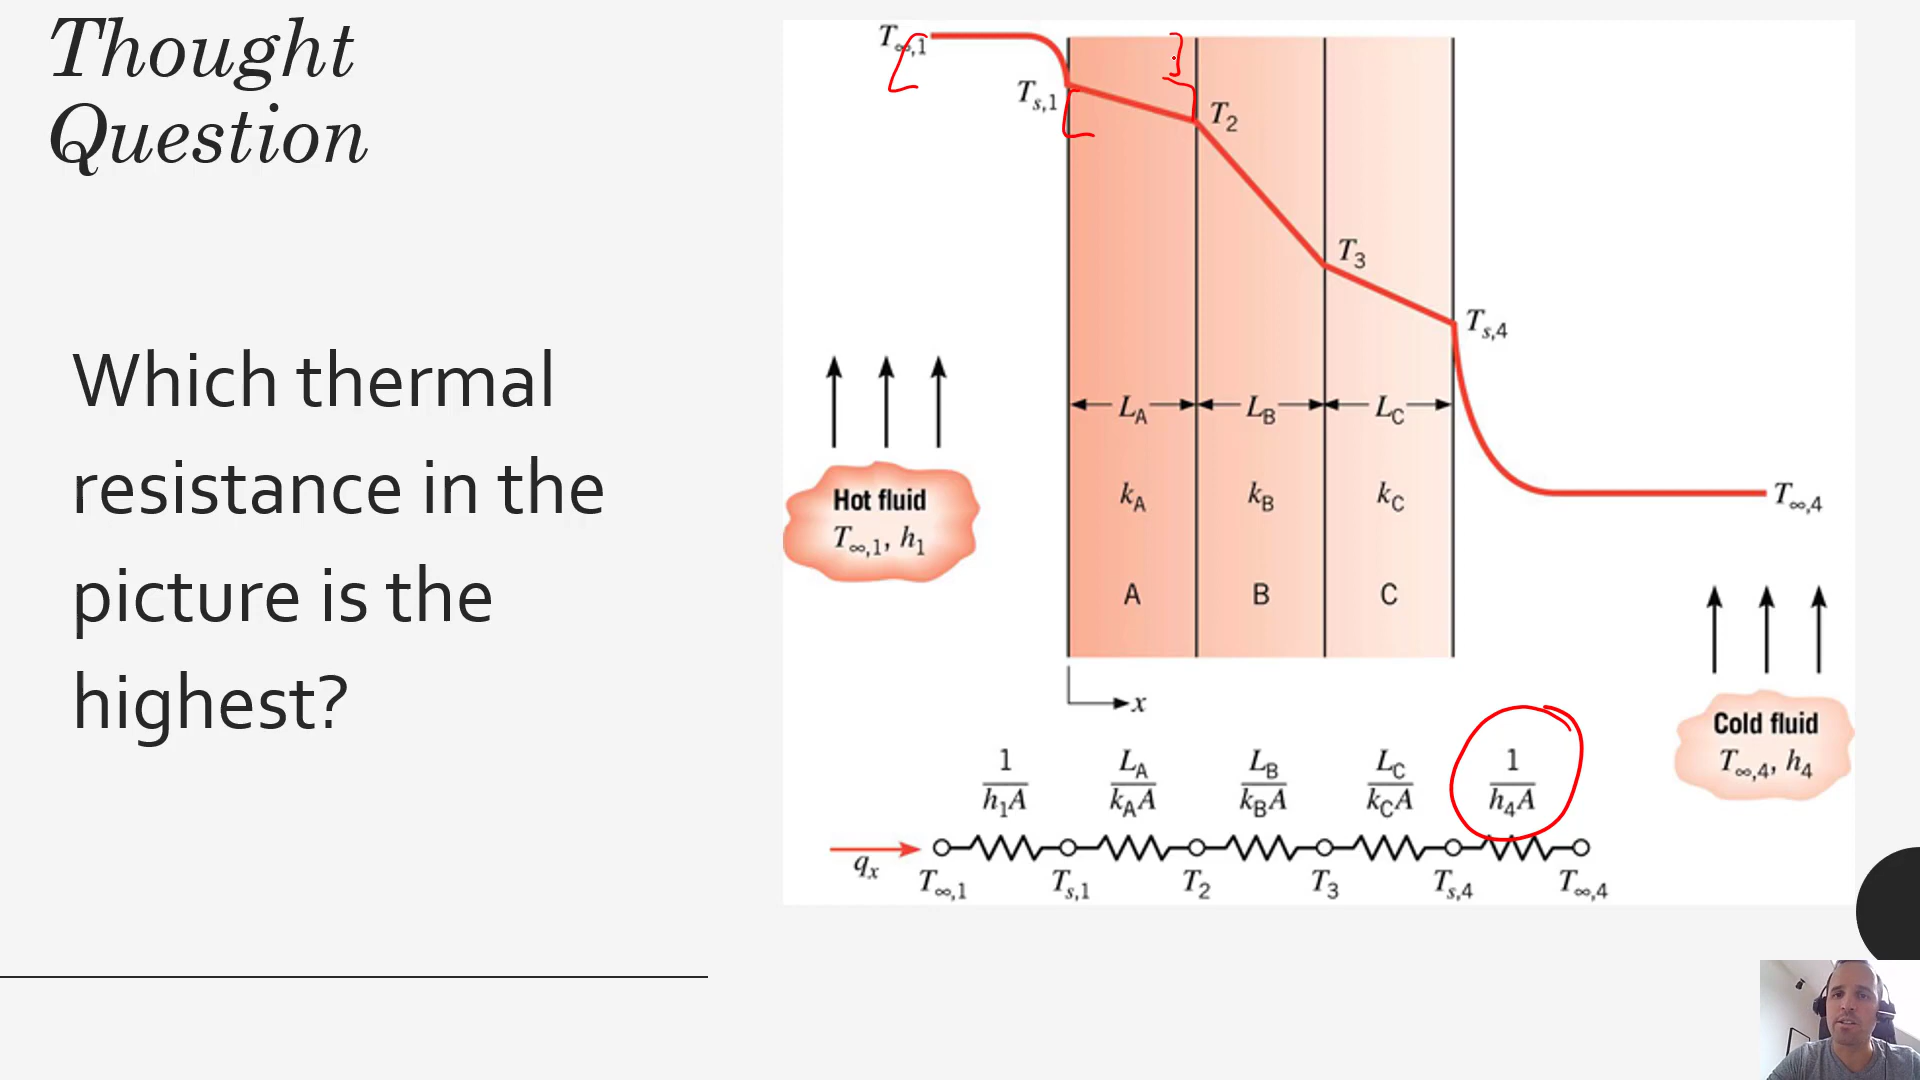 Thought
Question
Which thermal
resistance in the
picture is the
highest?
T∞,1
Ts,1
T2
T3
Ts,4
T∞,4
LA LB LC
Hot fluid
T∞,1, h1
kA kB kC
A B C
x
Cold fluid
T∞,4, h4
1/h1A LA/kAA LB/kBA LC/kCA 1/h4A
qx
T∞,1 Ts,1 T2 T3 Ts,4 T∞,4